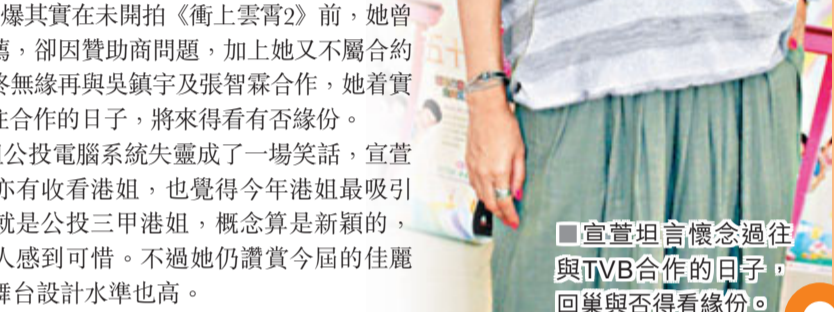 爆其實在未開拍《衝上雲霄2》前，她曾
薦，卻因贊助商問題，加上她又不屬合約
終無緣再與吳鎮宇及張智霖合作，她着實
往合作的日子，將來得看有否緣份。
公投電腦系統失靈成了一場笑話，宣萱
亦有收看港姐，也覺得今年港姐最吸引
就是公投三甲港姐，概念算是新穎的，
人感到可惜。不過她仍讚賞今屆的佳麗
舞台設計水準也高。
■宣萱坦言懷念過往
與TVB合作的日子，
回巢與否得看緣份。